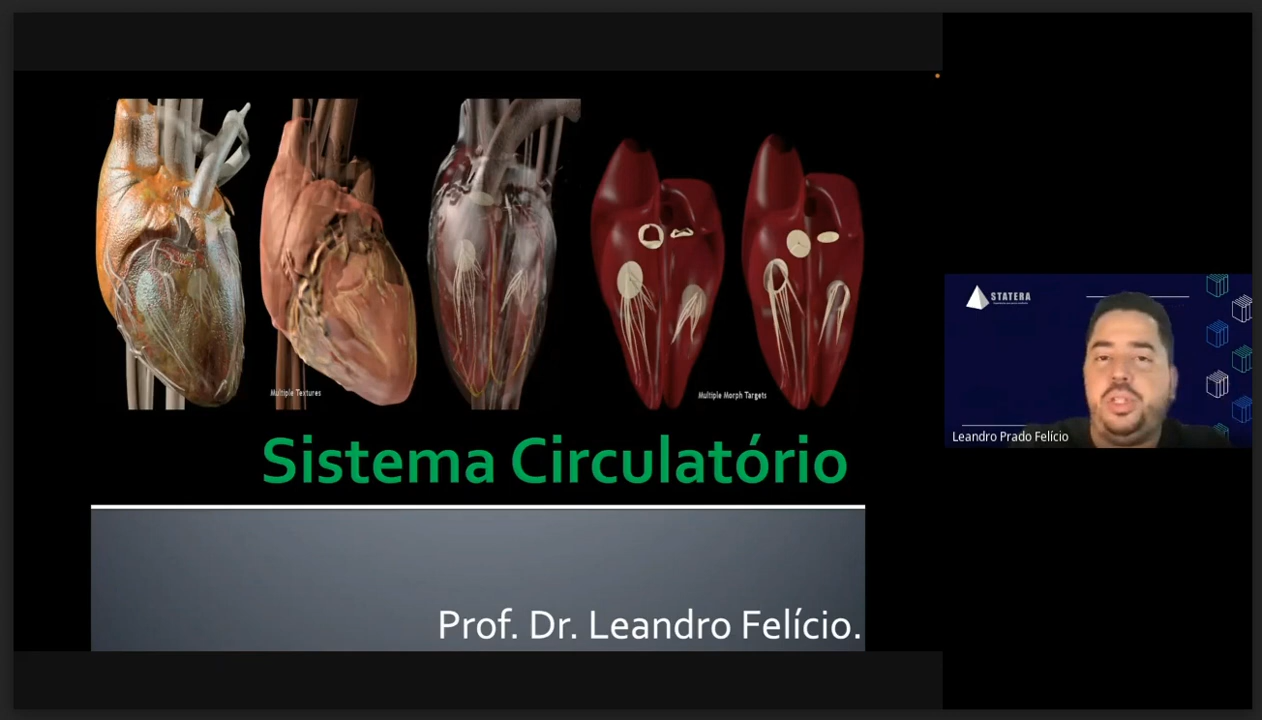 Multiple Textures
Multiple Morph Targets
Sistema Circulatório
Prof. Dr. Leandro Felício.
STATERA
Leandro Prado Felício